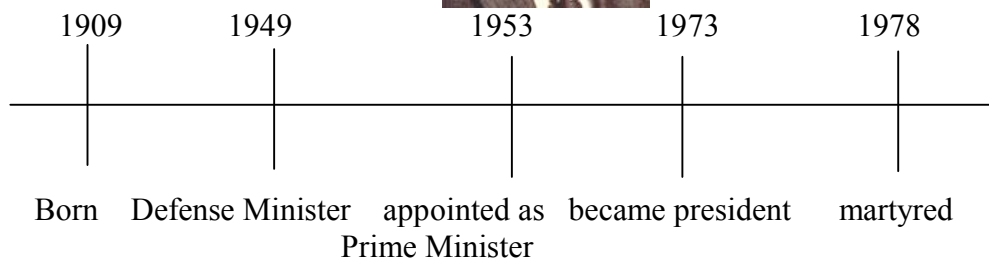 1909 1949 1953 1973 1978
Born Defense Minister appointed as became president martyred
Prime Minister